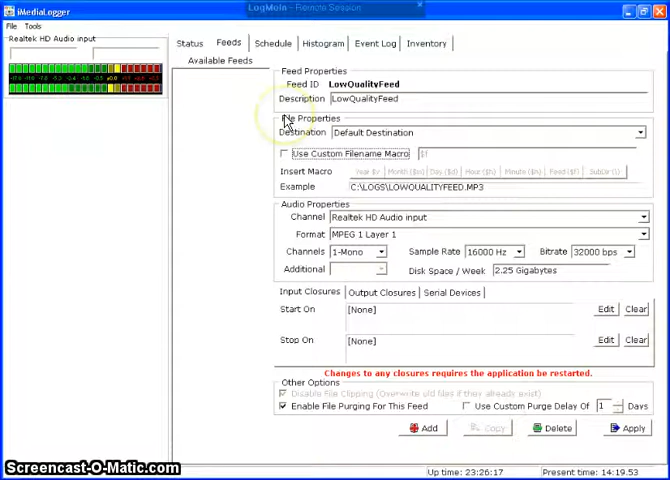 LogMeIn - Remote Session
iMediaLogger
File Tools
Realtek HD Audio input
Status Feeds Schedule Histogram Event Log Inventory
Available Feeds
Feed Properties
Feed ID LowQualityFeed
Description LowQualityFeed
File Properties
Destination Default Destination
Use Custom Filename Macro $f
Insert Macro Year $y Month ($m) Day, ($d) Hour ($h) Minute ($n) Feed ($f) SubDir (\)
Example C:\LOGS\LOWQUALITYFEED.MP3
Audio Properties
Channel Realtek HD Audio input
Format MPEG 1 Layer 1
Channels 1-Mono Sample Rate 16000 Hz Bitrate 32000 bps
Additional Disk Space / Week 2.25 Gigabytes
Input Closures Output Closures Serial Devices
Start On [None] Edit Clear
Stop On [None] Edit Clear
Changes to any closures requires the application be restarted.
Other Options
Disable File Clipping (Overwrite old files if they already exist)
Enable File Purging For This Feed Use Custom Purge Delay Of 1 Days
Add Copy Delete Apply
Screencast-O-Matic.com
Up time: 23:26:17 Present time: 14:19.53